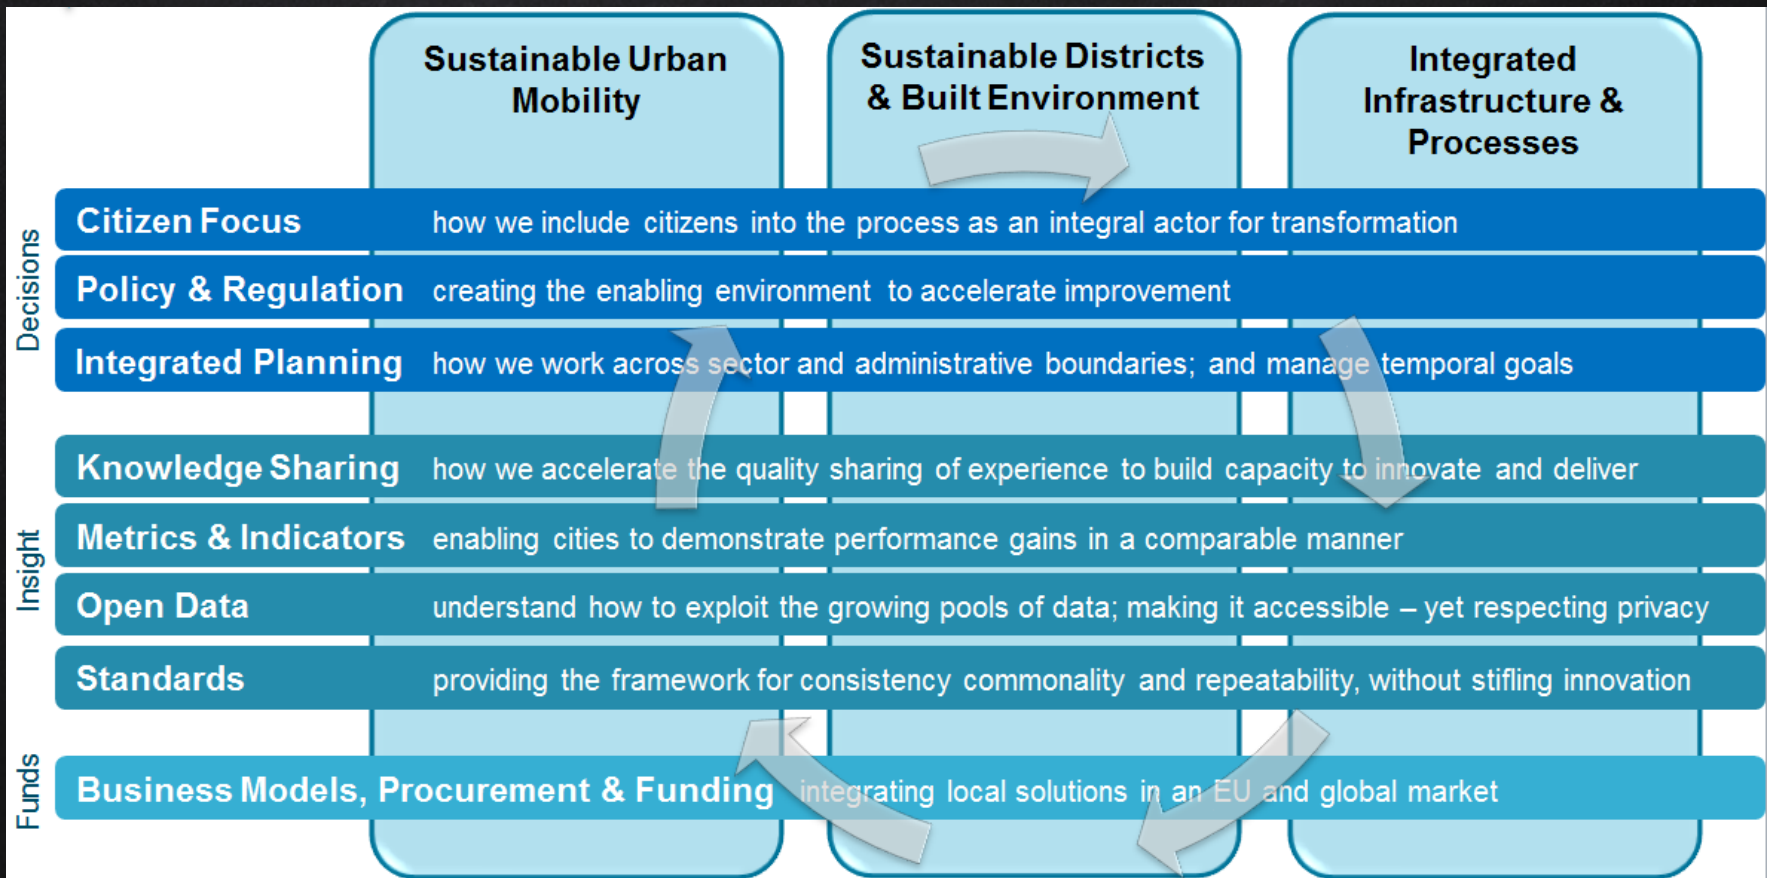 Sustainable Urban
Mobility
Sustainable Districts
& Built Environment
Integrated
Infrastructure &
Processes
Decisions
Citizen Focus how we include citizens into the process as an integral actor for transformation
Policy & Regulation creating the enabling environment to accelerate improvement
Integrated Planning how we work across sector and administrative boundaries; and manage temporal goals
Insight
Knowledge Sharing how we accelerate the quality sharing of experience to build capacity to innovate and deliver
Metrics & Indicators enabling cities to demonstrate performance gains in a comparable manner
Open Data understand how to exploit the growing pools of data; making it accessible – yet respecting privacy
Standards providing the framework for consistency commonality and repeatability, without stifling innovation
Funds
Business Models, Procurement & Funding integrating local solutions in an EU and global market